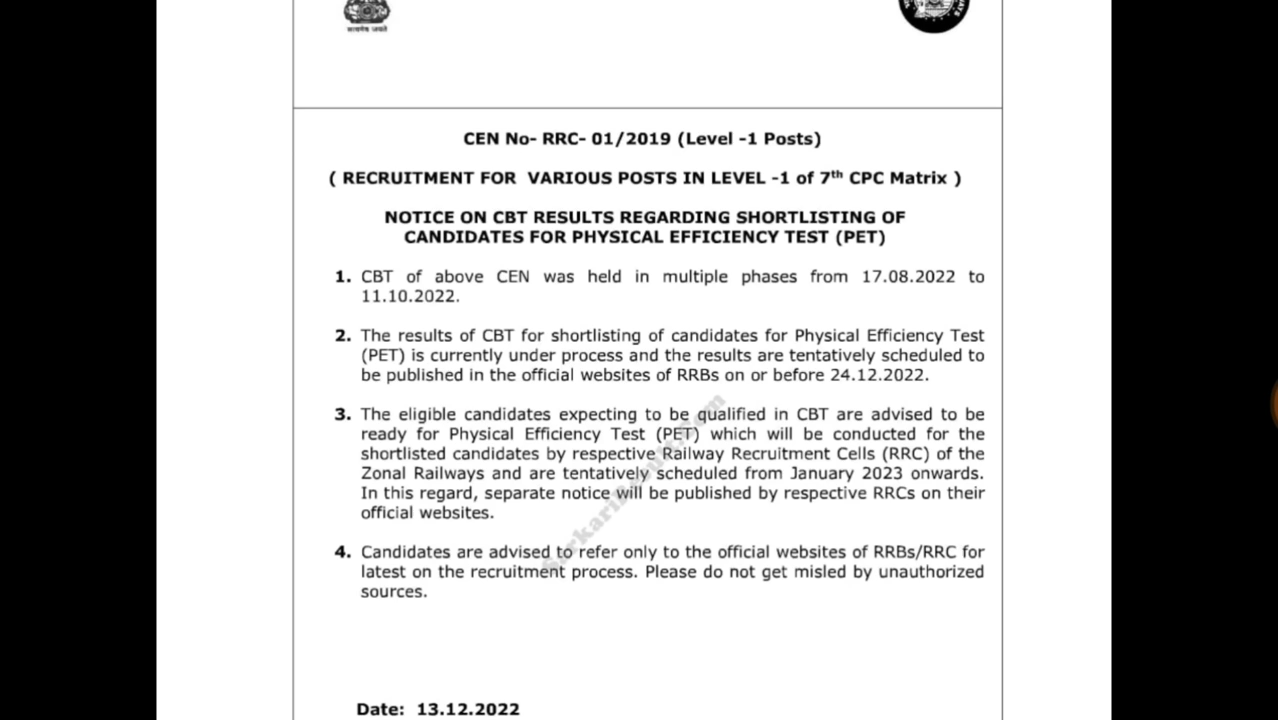 सत्यमेव जयते
CEN No- RRC- 01/2019 (Level -1 Posts)
( RECRUITMENT FOR VARIOUS POSTS IN LEVEL -1 of 7th CPC Matrix )
NOTICE ON CBT RESULTS REGARDING SHORTLISTING OF
CANDIDATES FOR PHYSICAL EFFICIENCY TEST (PET)
1. CBT of above CEN was held in multiple phases from 17.08.2022 to
11.10.2022.
2. The results of CBT for shortlisting of candidates for Physical Efficiency Test
(PET) is currently under process and the results are tentatively scheduled to
be published in the official websites of RRBs on or before 24.12.2022.
3. The eligible candidates expecting to be qualified in CBT are advised to be
ready for Physical Efficiency Test (PET) which will be conducted for the
shortlisted candidates by respective Railway Recruitment Cells (RRC) of the
Zonal Railways and are tentatively scheduled from January 2023 onwards.
In this regard, separate notice will be published by respective RRCs on their
official websites.
4. Candidates are advised to refer only to the official websites of RRBs/RRC for
latest on the recruitment process. Please do not get misled by unauthorized
sources.
SarkariResult.Com
Date: 13.12.2022